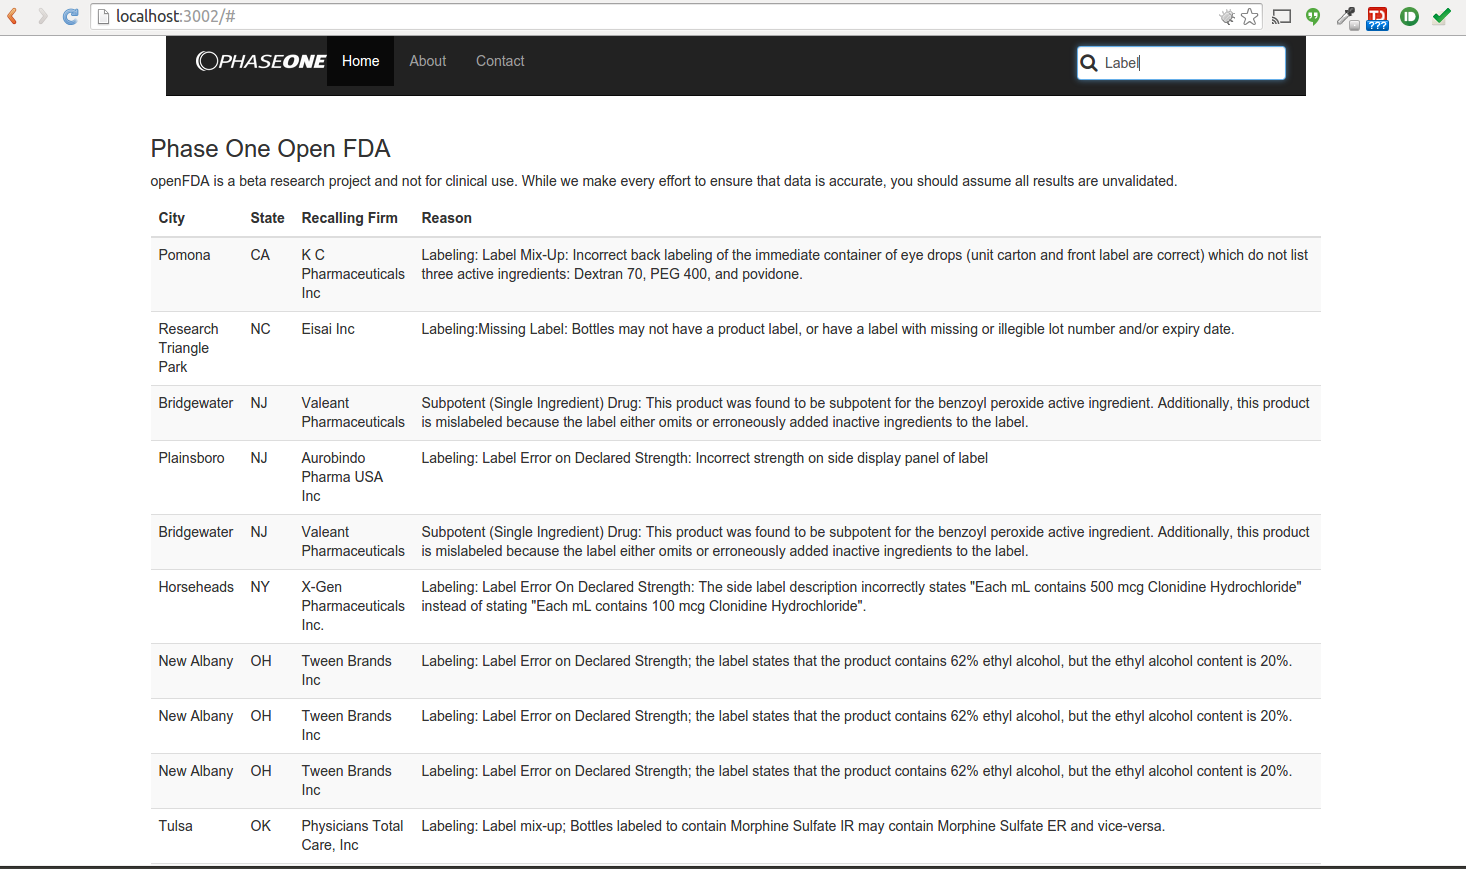 localhost:3002/#
???
PHASEONE Home About Contact Label
Phase One Open FDA
openFDA is a beta research project and not for clinical use. While we make every effort to ensure that data is accurate, you should assume all results are unvalidated.
City State Recalling Firm Reason
Pomona CA K C Labeling: Label Mix-Up: Incorrect back labeling of the immediate container of eye drops (unit carton and front label are correct) which do not list
Pharmaceuticals three active ingredients: Dextran 70, PEG 400, and povidone.
Inc
Research NC Eisai Inc Labeling:Missing Label: Bottles may not have a product label, or have a label with missing or illegible lot number and/or expiry date.
Triangle
Park
Bridgewater NJ Valeant Subpotent (Single Ingredient) Drug: This product was found to be subpotent for the benzoyl peroxide active ingredient. Additionally, this product
Pharmaceuticals is mislabeled because the label either omits or erroneously added inactive ingredients to the label.
Plainsboro NJ Aurobindo Labeling: Label Error on Declared Strength: Incorrect strength on side display panel of label
Pharma USA
Inc
Bridgewater NJ Valeant Subpotent (Single Ingredient) Drug: This product was found to be subpotent for the benzoyl peroxide active ingredient. Additionally, this product
Pharmaceuticals is mislabeled because the label either omits or erroneously added inactive ingredients to the label.
Horseheads NY X-Gen Labeling: Label Error On Declared Strength: The side label description incorrectly states "Each mL contains 500 mcg Clonidine Hydrochloride"
Pharmaceuticals instead of stating "Each mL contains 100 mcg Clonidine Hydrochloride".
Inc.
New Albany OH Tween Brands Labeling: Label Error on Declared Strength; the label states that the product contains 62% ethyl alcohol, but the ethyl alcohol content is 20%.
Inc
New Albany OH Tween Brands Labeling: Label Error on Declared Strength; the label states that the product contains 62% ethyl alcohol, but the ethyl alcohol content is 20%.
Inc
New Albany OH Tween Brands Labeling: Label Error on Declared Strength; the label states that the product contains 62% ethyl alcohol, but the ethyl alcohol content is 20%.
Inc
Tulsa OK Physicians Total Labeling: Label mix-up; Bottles labeled to contain Morphine Sulfate IR may contain Morphine Sulfate ER and vice-versa.
Care, Inc